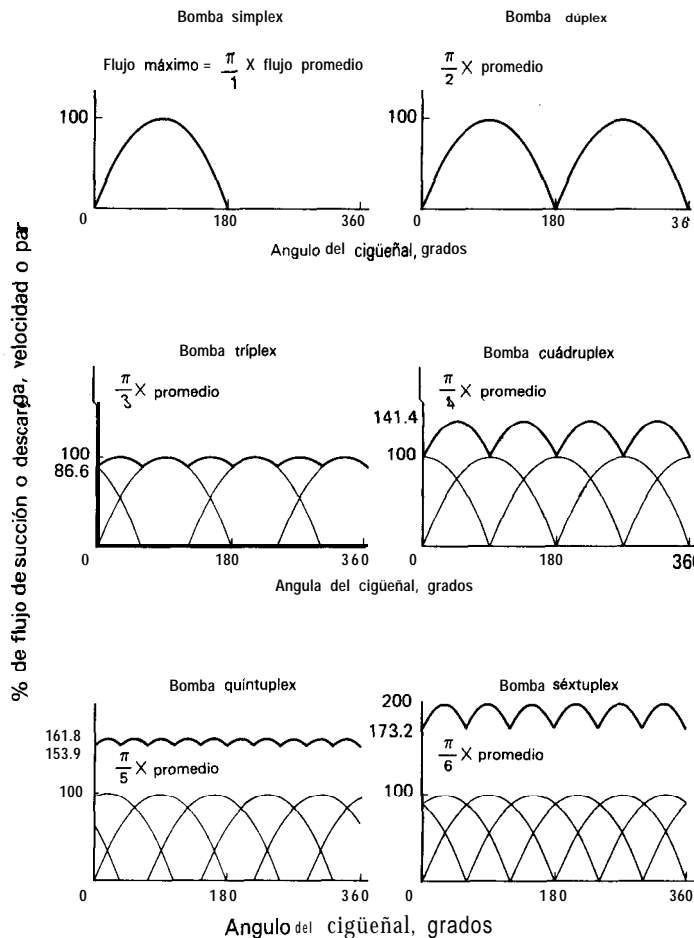 Bomba simplex
Flujo máximo = π/1 X flujo promedio
100
0
180
360
Bomba dúplex
π/2 X promedio
100
0
180
36
Angulo del cigüeñal, grados
% de flujo de succión o descarga, velocidad o par
Bomba tríplex
π/3 X promedio
100
86.6
0
180
360
Bomba cuádruplex
π/4 X promedio
141.4
100
0
180
360
Angula del cigüeñal, grados
Bomba quíntuplex
161.8
153.9
π/5 X promedio
100
0
180
360
Bomba séxtuplex
200
173.2
π/6 X promedio
100
0
180
360
Angulo del cigüeñal, grados